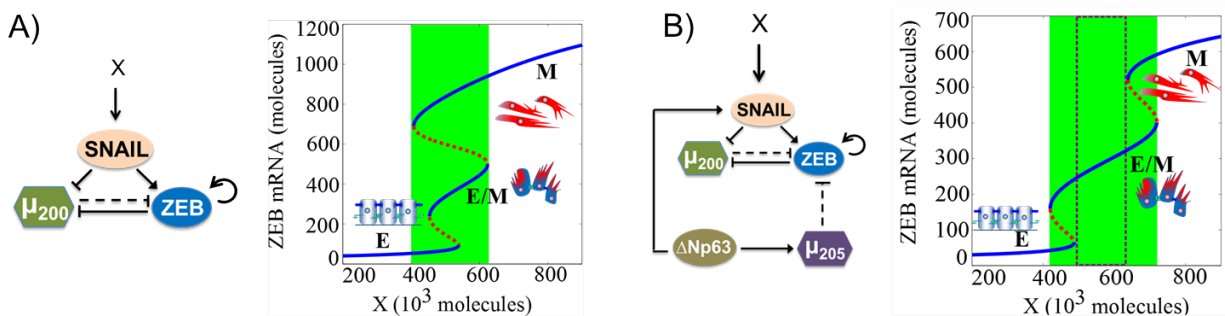 A)
X
SNAIL
μ200
ZEB
ZEB mRNA (molecules)
1200
1000
800
600
400
200
0
M
E/M
E
200 400 600 800
X (10³ molecules)
B)
X
SNAIL
μ200
ZEB
ΔNp63
μ205
ZEB mRNA (molecules)
700
600
500
400
300
200
100
0
M
E/M
E
200 400 600 800
X (10³ molecules)